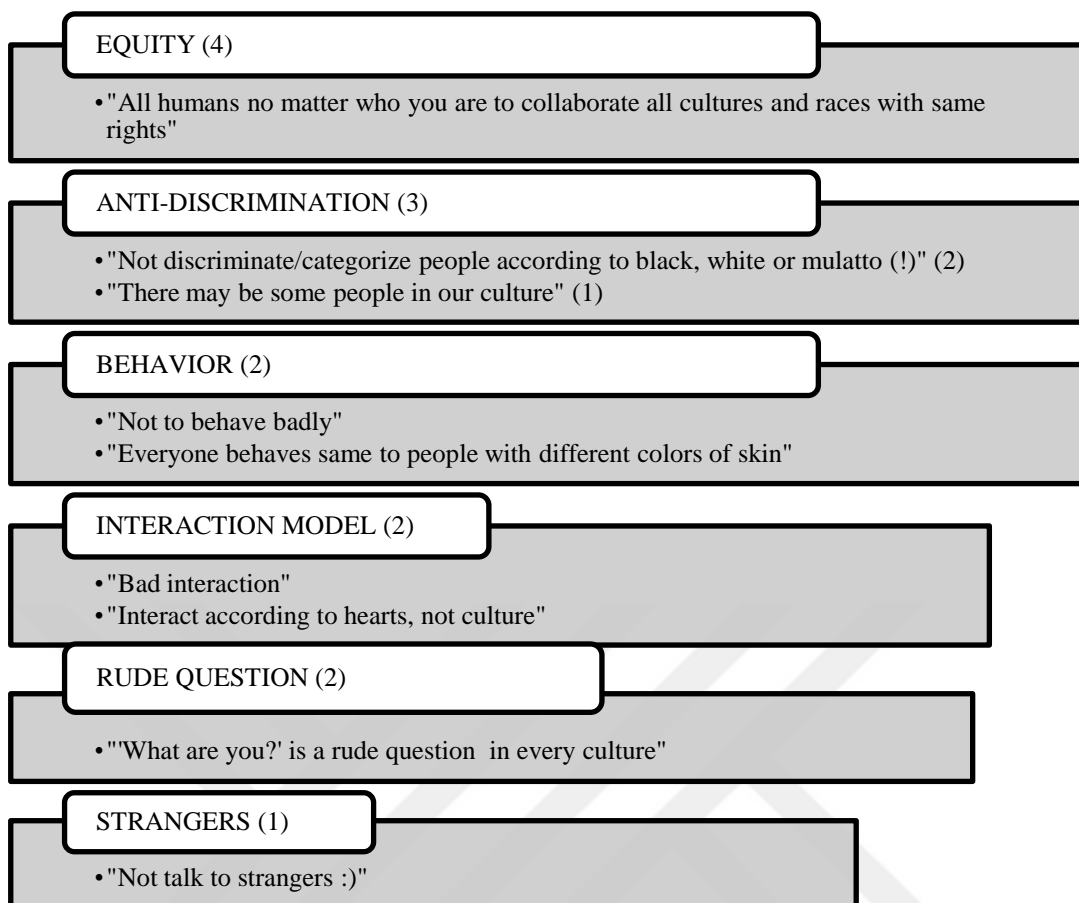 EQUITY (4)
•"All humans no matter who you are to collaborate all cultures and races with same
rights"
ANTI-DISCRIMINATION (3)
•"Not discriminate/categorize people according to black, white or mulatto (!)" (2)
•"There may be some people in our culture" (1)
BEHAVIOR (2)
•"Not to behave badly"
•"Everyone behaves same to people with different colors of skin"
INTERACTION MODEL (2)
•"Bad interaction"
•"Interact according to hearts, not culture"
RUDE QUESTION (2)
•"'What are you?' is a rude question  in every culture"
STRANGERS (1)
•"Not talk to strangers :)"